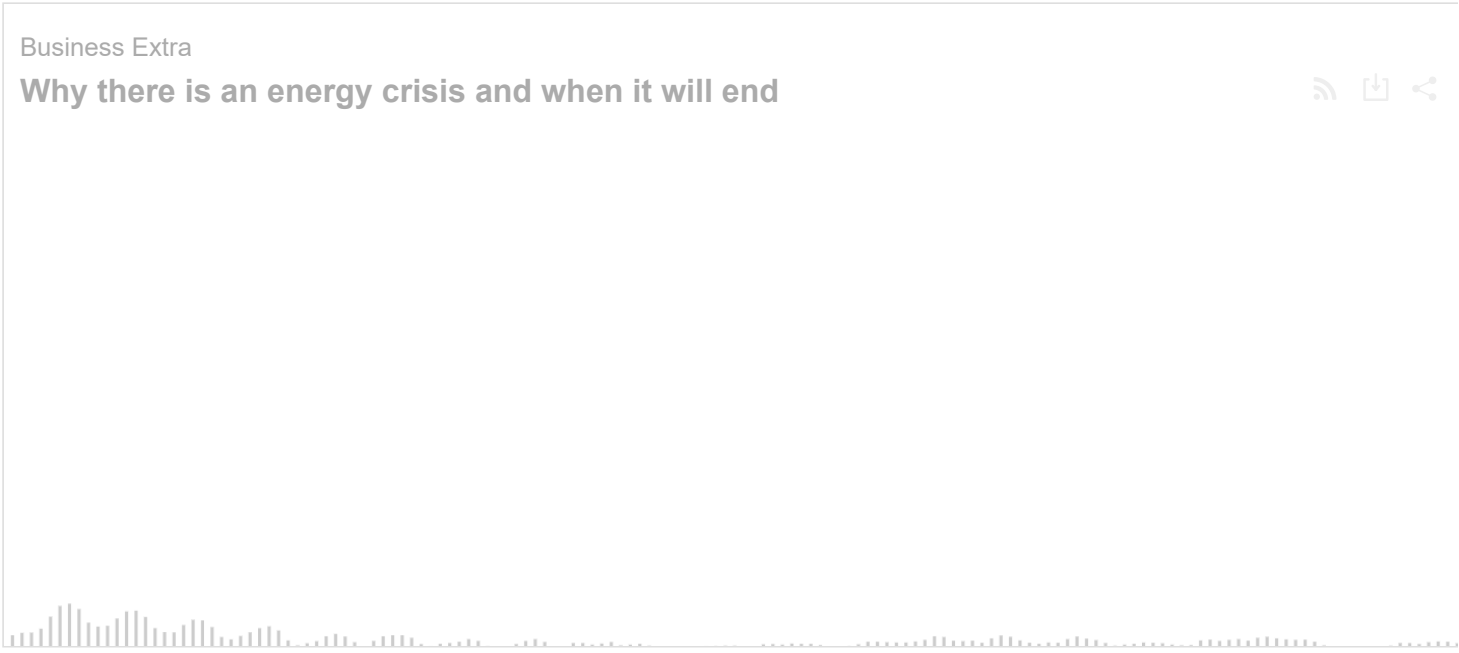 Business Extra
Why there is an energy crisis and when it will end